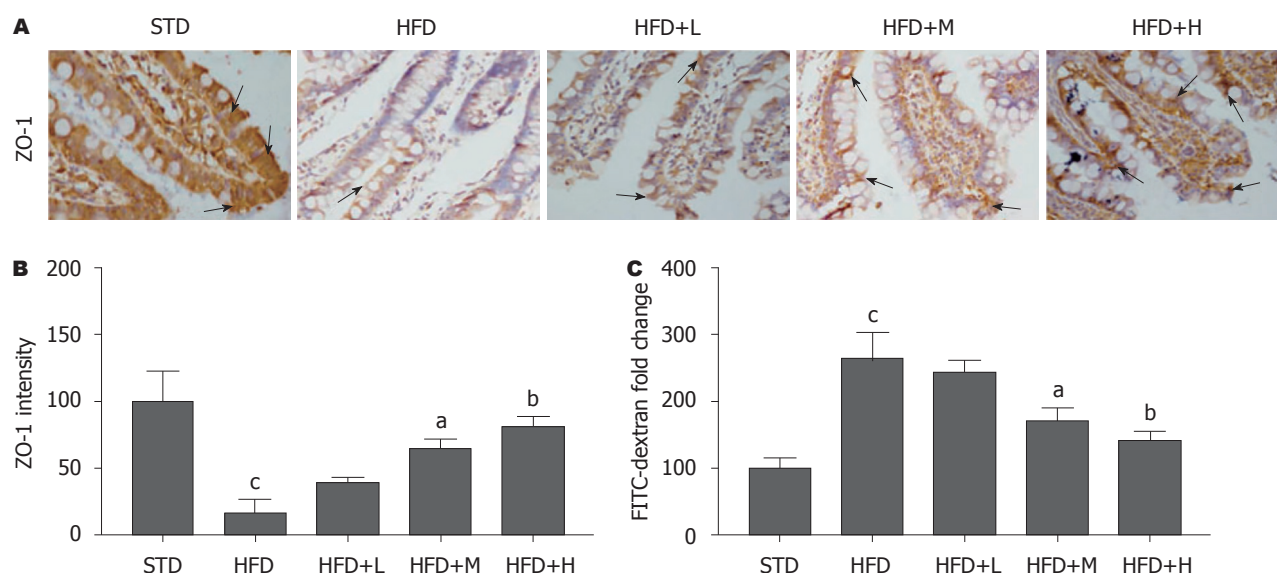 A STD HFD HFD+L HFD+M HFD+H
ZO-1
B
ZO-1 intensity
200
150
100
50
0
c
a
b
STD HFD HFD+L HFD+M HFD+H
C
FITC-dextran fold change
400
300
200
100
0
c
a
b
STD HFD HFD+L HFD+M HFD+H